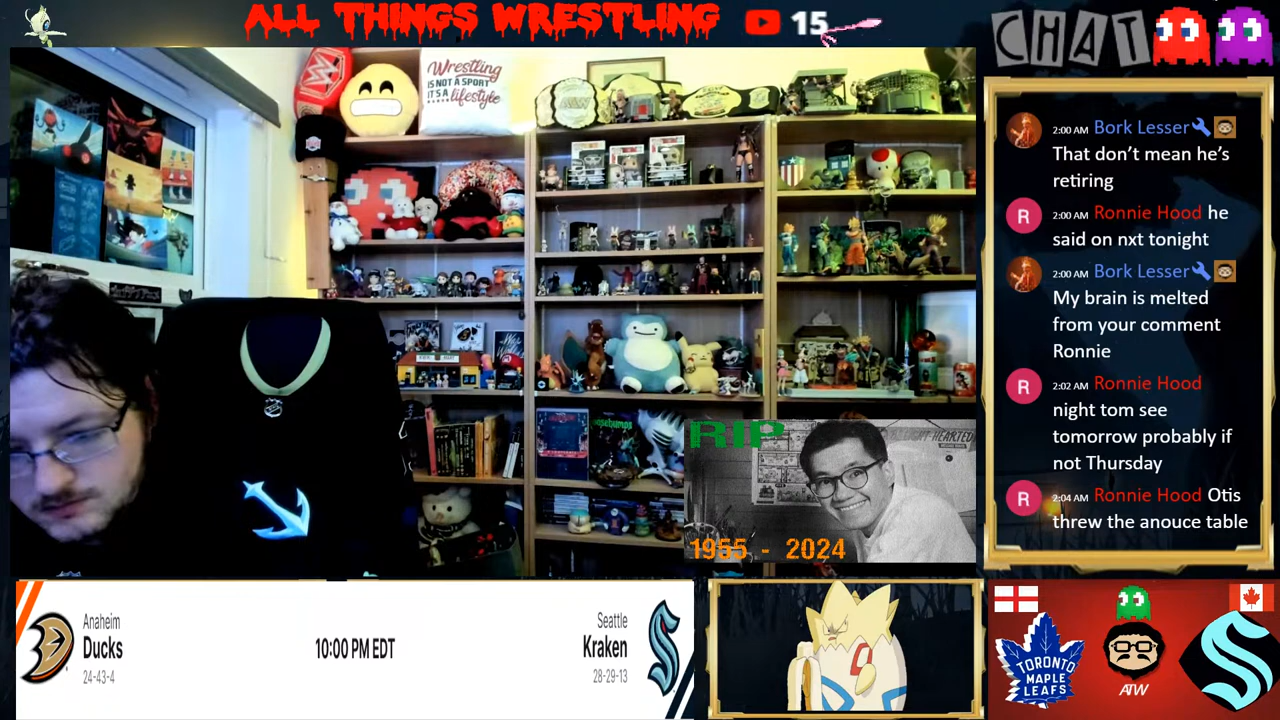 ALL THINGS WRESTLING
15
CHAT
Wrestling
IS NOT A SPORT
IT'S A lifestyle
2:00 AM Bork Lesser
That don't mean he's
retiring
R 2:00 AM Ronnie Hood he
said on nxt tonight
2:00 AM Bork Lesser
My brain is melted
from your comment
Ronnie
R 2:02 AM Ronnie Hood
night tom see
tomorrow probably if
not Thursday
R 2:04 AM Ronnie Hood Otis
threw the anouce table
goosebumps
RIP
1955 - 2024
Anaheim
Ducks
24-43-4
10:00 PM EDT
Seattle
Kraken
28-29-13
TORONTO
MAPLE
LEAFS
ATW